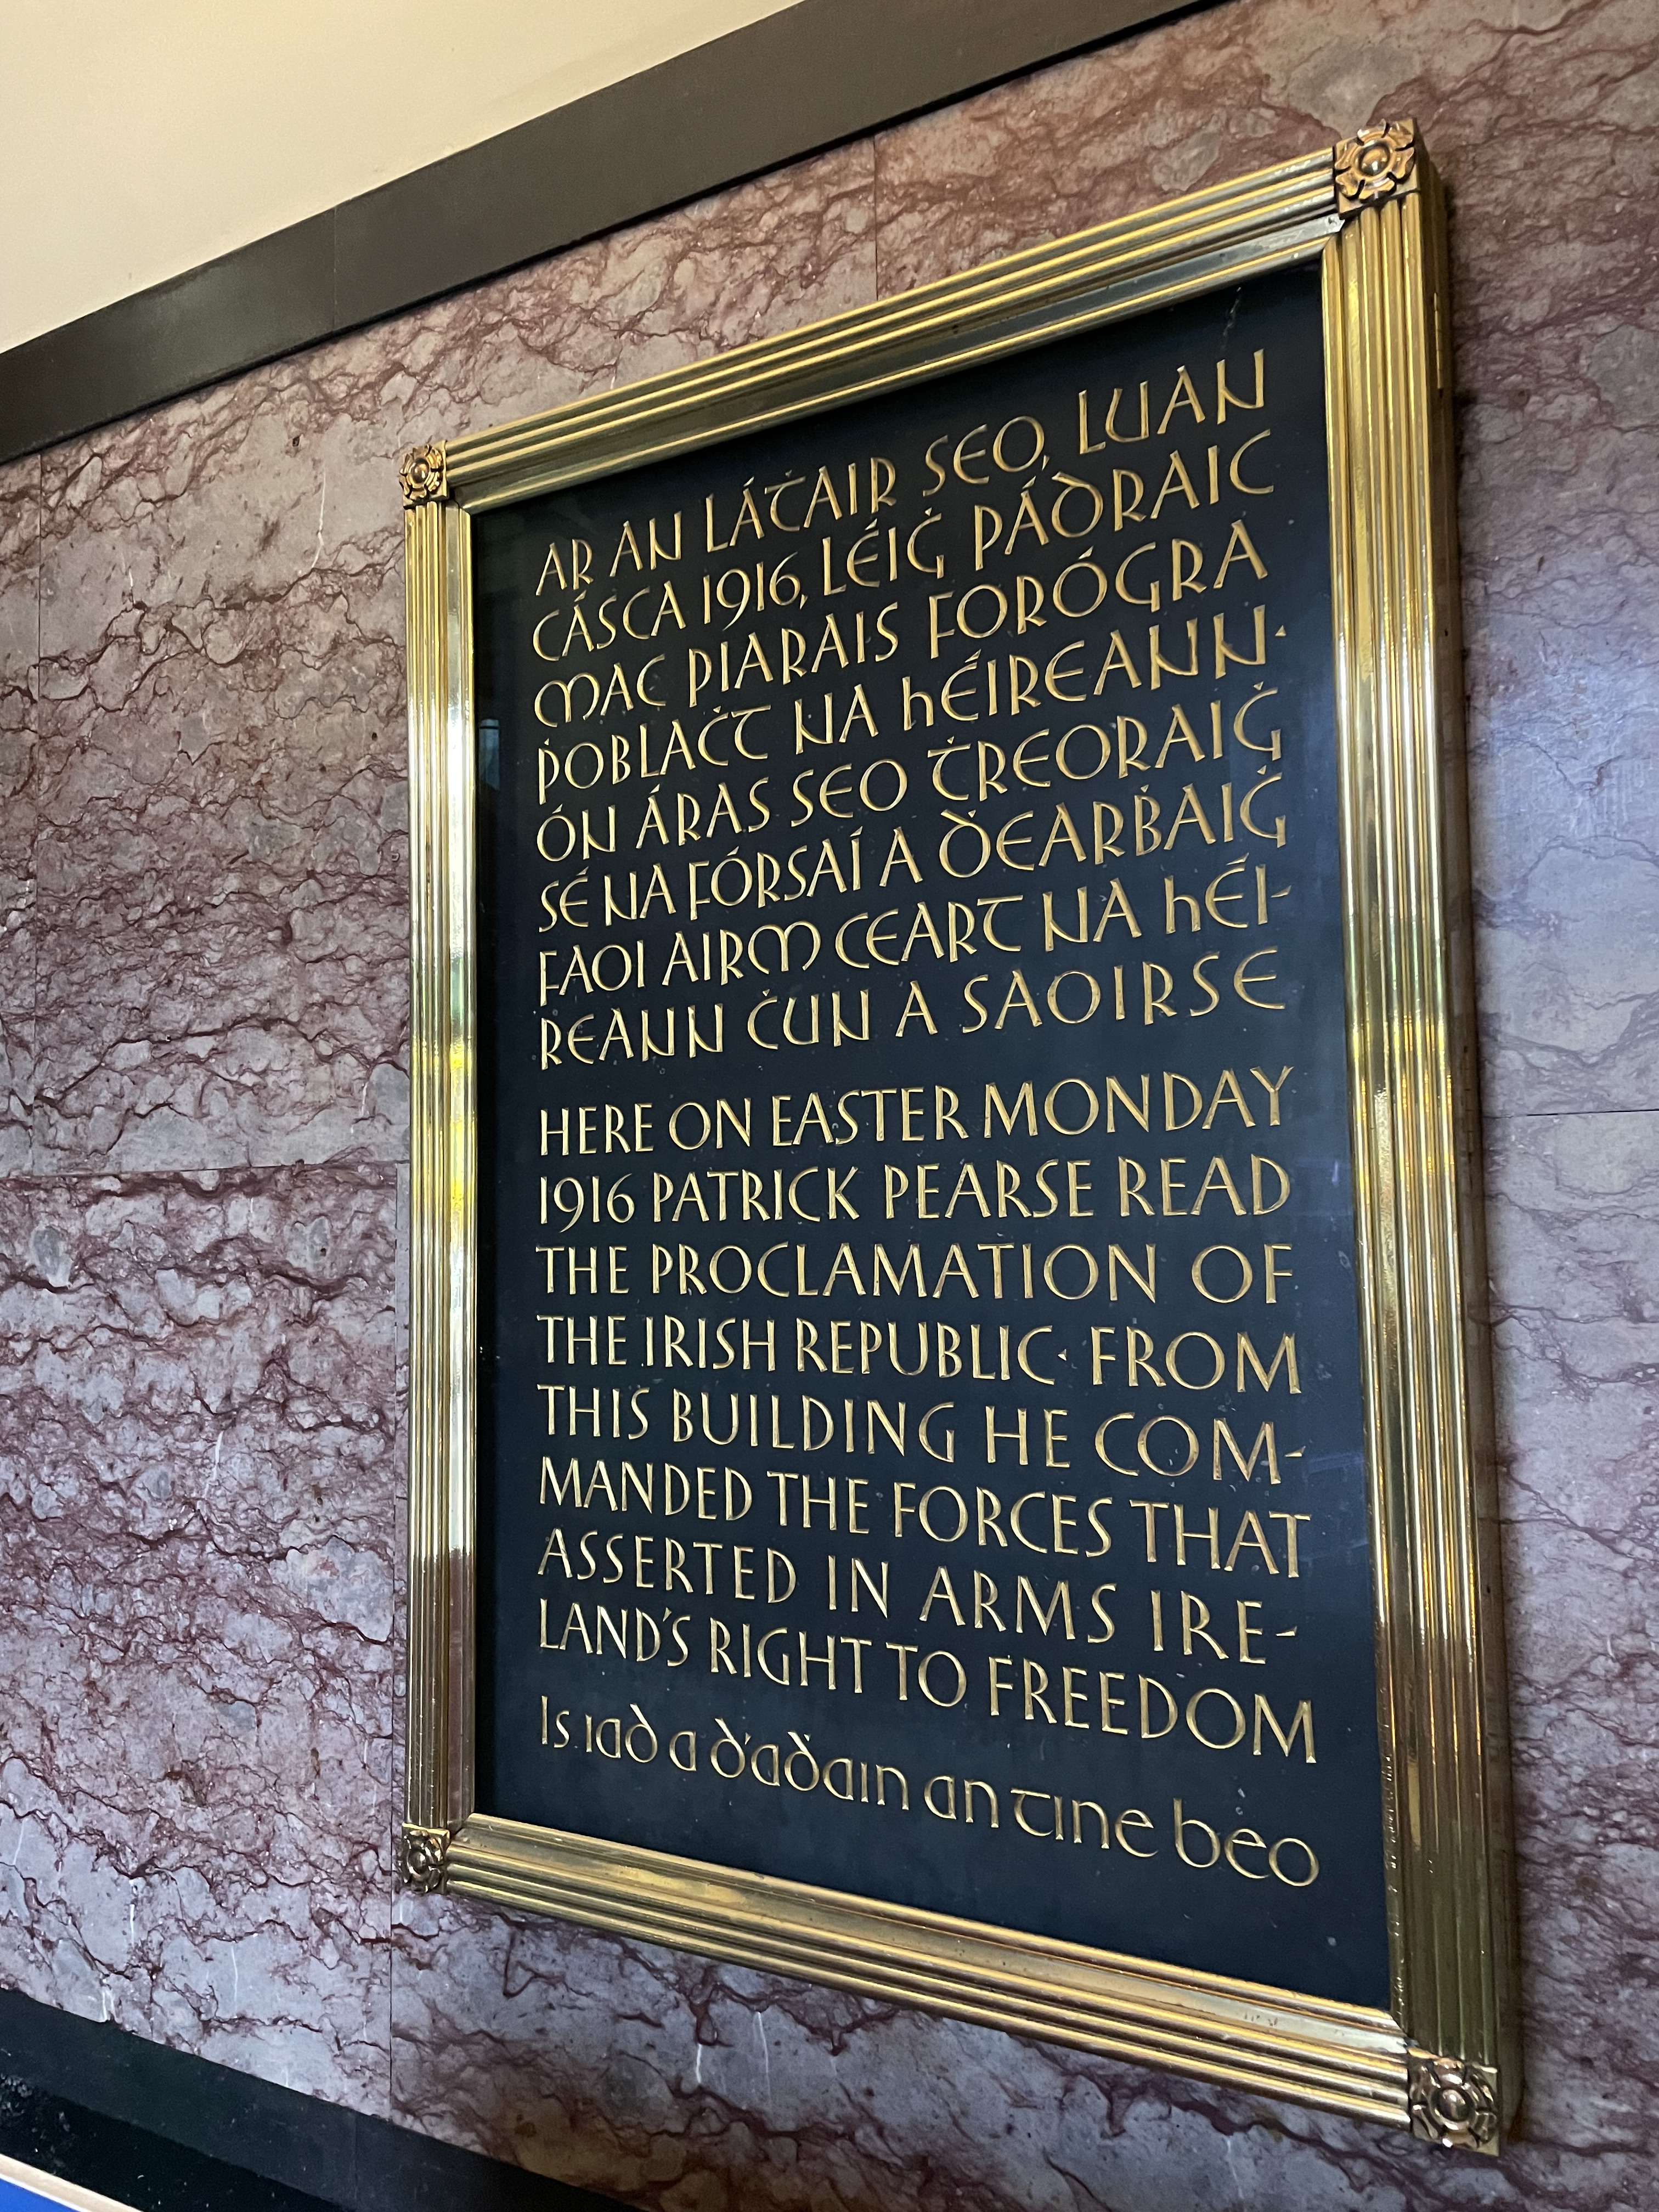 AR AN LÁṪAIR SEO, LUAN
CÁSCA 1916, LÉIĠ PÁDRAIC
MAC PIARAIS FORÓGRA
ṖOBLAĊT NA hÉIREANN·
ÓN ÁRAS SEO ṪREORAIĠ
SÉ NA FÓRSAÍ A ḊEARḂAIĠ
FAOI AIRM CEART NA hÉI-
REANN ĊUN A SAOIRSE
HERE ON EASTER MONDAY
1916 PATRICK PEARSE READ
THE PROCLAMATION OF
THE IRISH REPUBLIC· FROM
THIS BUILDING HE COM-
MANDED THE FORCES THAT
ASSERTED IN ARMS IRE-
LAND'S RIGHT TO FREEDOM
Is iad a d'aḋain an tine beo